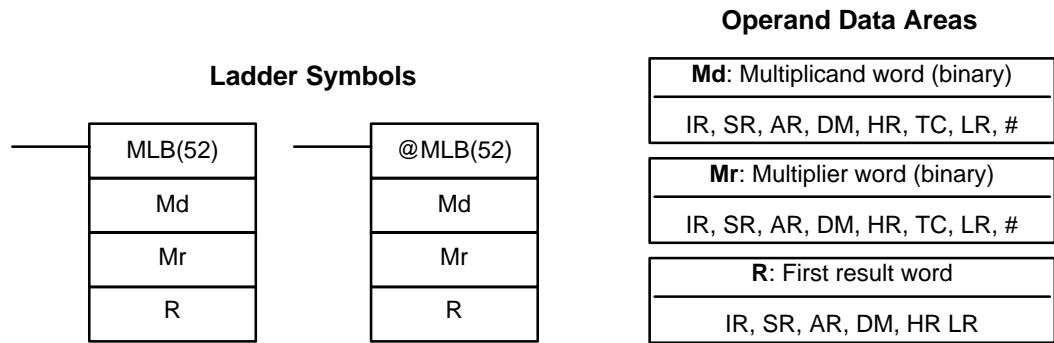 Ladder Symbols
MLB(52)
Md
Mr
R
@MLB(52)
Md
Mr
R
Operand Data Areas
Md: Multiplicand word (binary)
IR, SR, AR, DM, HR, TC, LR, #
Mr: Multiplier word (binary)
IR, SR, AR, DM, HR, TC, LR, #
R: First result word
IR, SR, AR, DM, HR LR